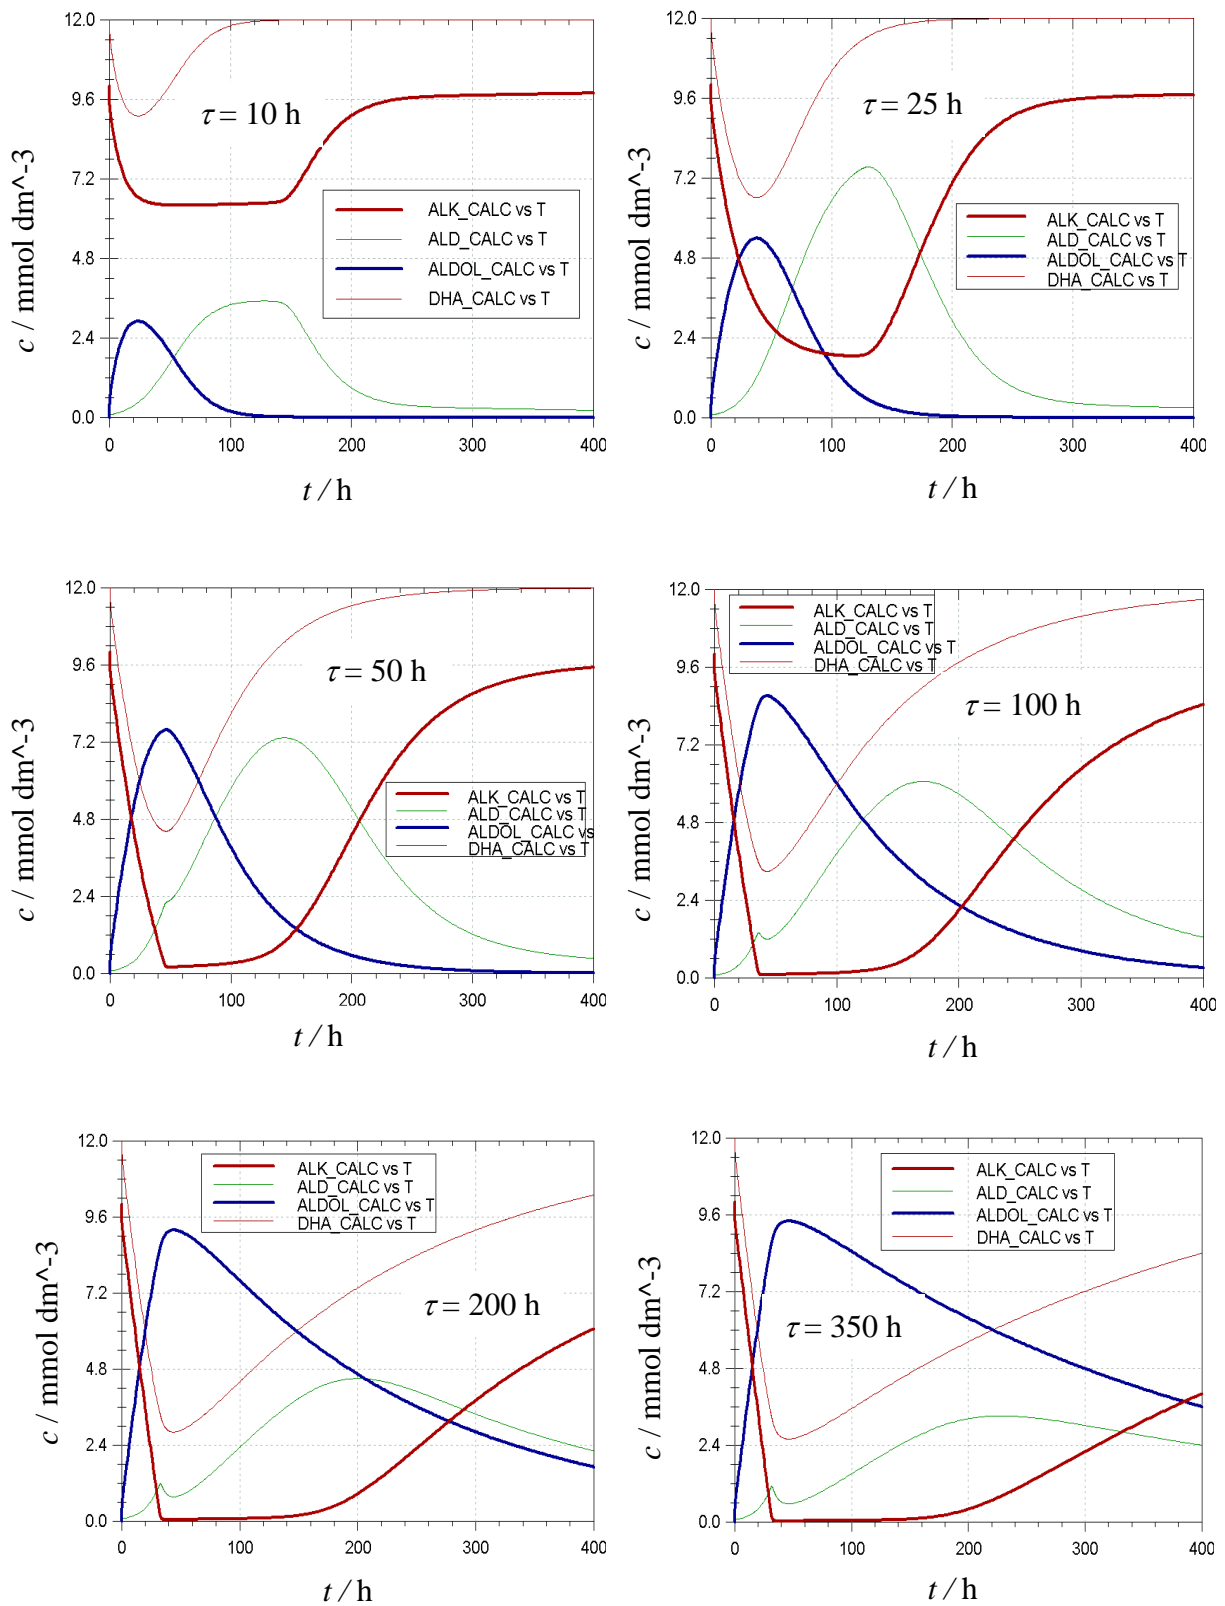 12.0
9.6
7.2
4.8
2.4
0.0
c / mmol dm^-3
τ = 10 h
ALK_CALC vs T
ALD_CALC vs T
ALDOL_CALC vs T
DHA_CALC vs T
0 100 200 300 400
t / h
12.0
9.6
7.2
4.8
2.4
0.0
c / mmol dm^-3
τ = 25 h
ALK_CALC vs T
ALD_CALC vs T
ALDOL_CALC vs T
DHA_CALC vs T
0 100 200 300 400
t / h
12.0
9.6
7.2
4.8
2.4
0.0
c / mmol dm^-3
τ = 50 h
ALK_CALC vs T
ALD_CALC vs T
ALDOL_CALC vs
DHA_CALC vs T
0 100 200 300 400
t / h
12.0
9.6
7.2
4.8
2.4
0.0
c / mmol dm^-3
ALK_CALC vs T
ALD_CALC vs T
ALDOL_CALC vs T
DHA_CALC vs T
τ = 100 h
0 100 200 300 400
t / h
12.0
9.6
7.2
4.8
2.4
0.0
c / mmol dm^-3
ALK_CALC vs T
ALD_CALC vs T
ALDOL_CALC vs T
DHA_CALC vs T
τ = 200 h
0 100 200 300 400
t / h
12.0
9.6
7.2
4.8
2.4
0.0
c / mmol dm^-3
ALK_CALC vs T
ALD_CALC vs T
ALDOL_CALC vs T
DHA_CALC vs T
τ = 350 h
0 100 200 300 400
t / h